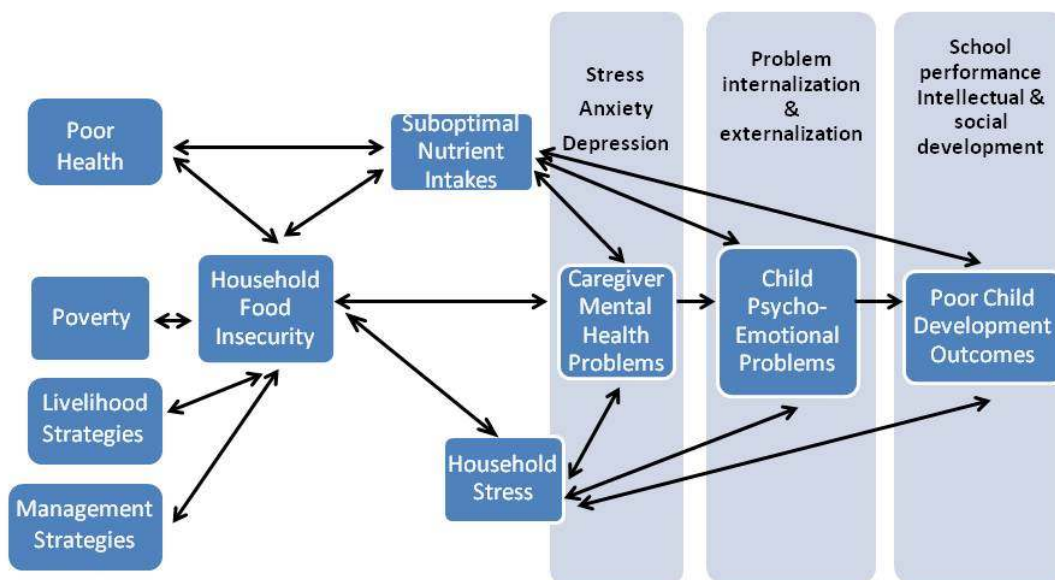 Stress
Anxiety
Depression
Problem
internalization
&
externalization
School
performance
Intellectual &
social
development
Poor
Health
Suboptimal
Nutrient
Intakes
Household
Food
Insecurity
Poverty
Livelihood
Strategies
Management
Strategies
Household
Stress
Caregiver
Mental
Health
Problems
Child
Psycho-
Emotional
Problems
Poor Child
Development
Outcomes